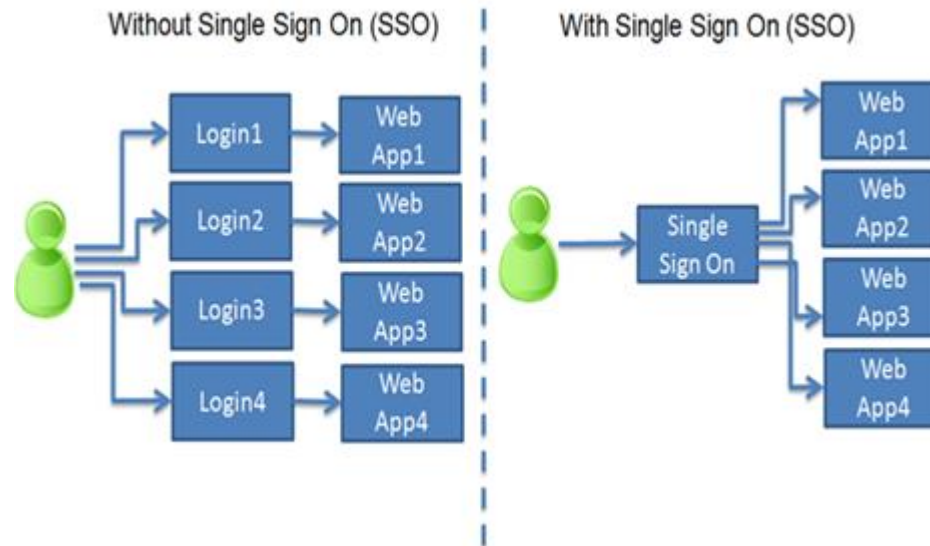 Without Single Sign On (SSO)
Login1
Web
App1
Login2
Web
App2
Login3
Web
App3
Login4
Web
App4
With Single Sign On (SSO)
Single
Sign On
Web
App1
Web
App2
Web
App3
Web
App4